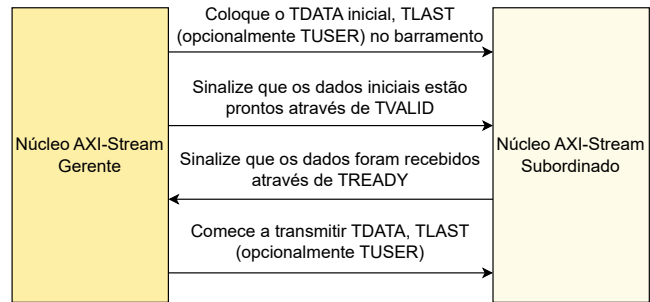 Coloque o TDATA inicial, TLAST
(opcionalmente TUSER) no barramento
Sinalize que os dados iniciais estão
prontos através de TVALID
Núcleo AXI-Stream
Gerente
Núcleo AXI-Stream
Subordinado
Sinalize que os dados foram recebidos
através de TREADY
Comece a transmitir TDATA, TLAST
(opcionalmente TUSER)